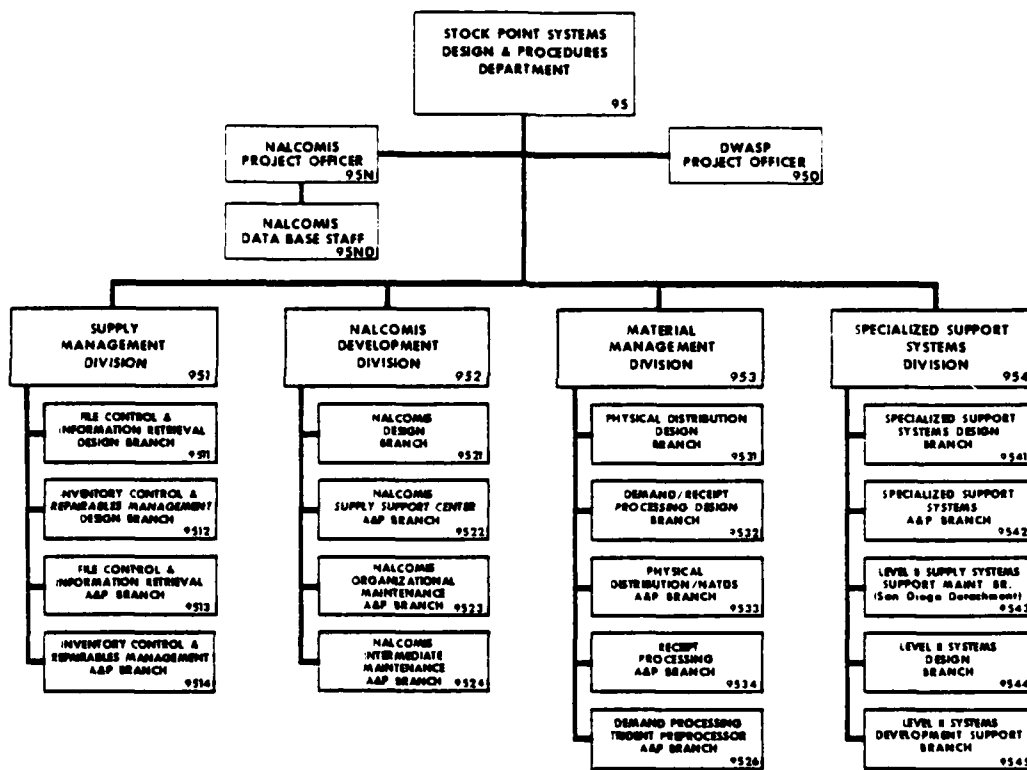 STOCK POINT SYSTEMS
DESIGN & PROCEDURES
DEPARTMENT
95
NALCOMIS
PROJECT OFFICER
95N
DWASP
PROJECT OFFICER
95D
NALCOMIS
DATA BASE STAFF
95ND
SUPPLY
MANAGEMENT
DIVISION
951
FILE CONTROL &
INFORMATION RETRIEVAL
DESIGN BRANCH
9511
INVENTORY CONTROL &
REPAIRABLES MANAGEMENT
DESIGN BRANCH
9512
FILE CONTROL &
INFORMATION RETRIEVAL
A&P BRANCH
9513
INVENTORY CONTROL &
REPAIRABLES MANAGEMENT
A&P BRANCH
9514
NALCOMIS
DEVELOPMENT
DIVISION
952
NALCOMIS
DESIGN
BRANCH
9521
NALCOMIS
SUPPLY SUPPORT CENTER
A&P BRANCH
9522
NALCOMIS
ORGANIZATIONAL
MAINTENANCE
A&P BRANCH
9523
NALCOMIS
INTERMEDIATE
MAINTENANCE
A&P BRANCH
9524
MATERIAL
MANAGEMENT
DIVISION
953
PHYSICAL DISTRIBUTION
DESIGN
BRANCH
9531
DEMAND/RECEIPT
PROCESSING DESIGN
BRANCH
9532
PHYSICAL
DISTRIBUTION/NATDS
A&P BRANCH
9533
RECEIPT
PROCESSING
A&P BRANCH
9534
DEMAND PROCESSING
TRIDENT PREPROCESSOR
A&P BRANCH
9526
SPECIALIZED SUPPORT
SYSTEMS
DIVISION
954
SPECIALIZED SUPPORT
SYSTEMS DESIGN
BRANCH
9541
SPECIALIZED SUPPORT
SYSTEMS
A&P BRANCH
9542
LEVEL II SUPPLY SYSTEMS
SUPPORT MAINT BR.
(San Diego Detachment)
9543
LEVEL II SYSTEMS
DESIGN
BRANCH
9544
LEVEL II SYSTEMS
DEVELOPMENT SUPPORT
BRANCH
9545